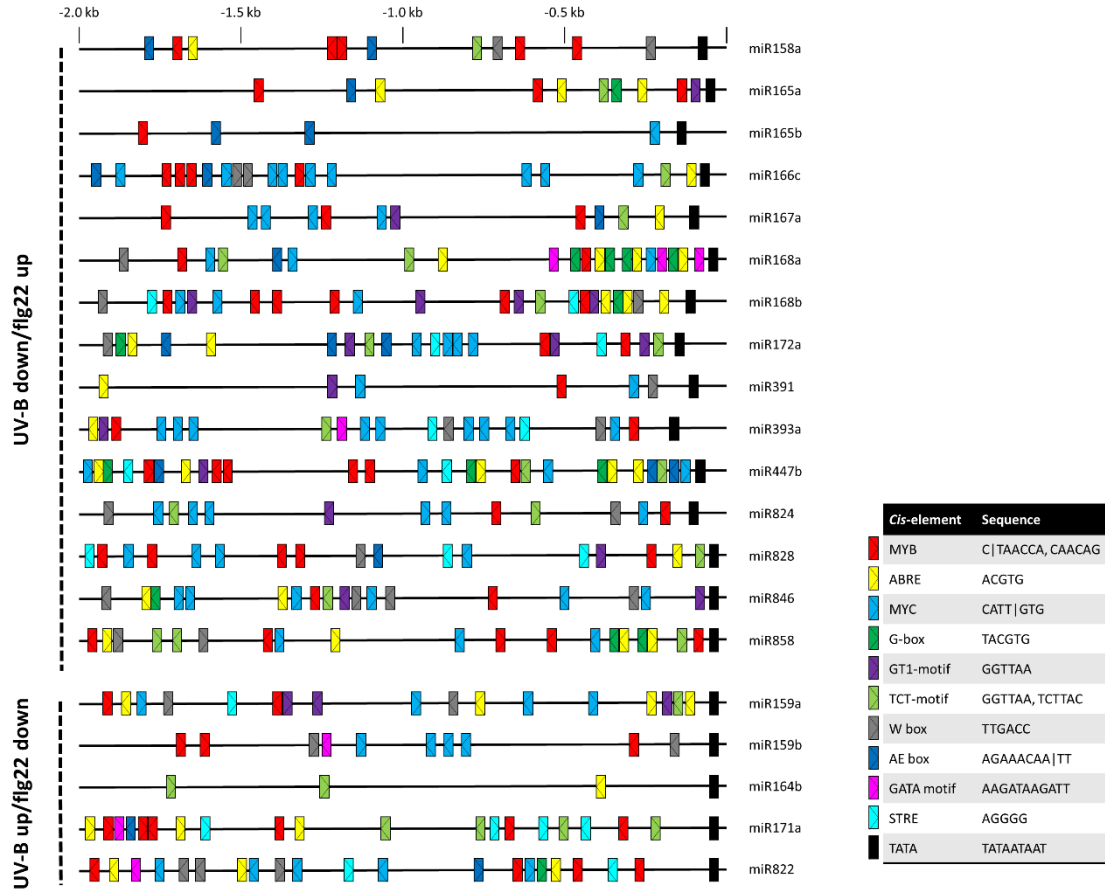 -2.0 kb -1.5 kb -1.0 kb -0.5 kb
UV-B down/flg22 up
miR158a
miR165a
miR165b
miR166c
miR167a
miR168a
miR168b
miR172a
miR391
miR393a
miR447b
miR824
miR828
miR846
miR858
UV-B up/flg22 down
miR159a
miR159b
miR164b
miR171a
miR822
Cis-element Sequence
MYB C|TAACCA, CAACAG
ABRE ACGTG
MYC CATT|GTG
G-box TACGTG
GT1-motif GGTTAA
TCT-motif GGTTAA, TCTTAC
W box TTGACC
AE box AGAAACAA|TT
GATA motif AAGATAAGATT
STRE AGGGG
TATA TATAATAAT